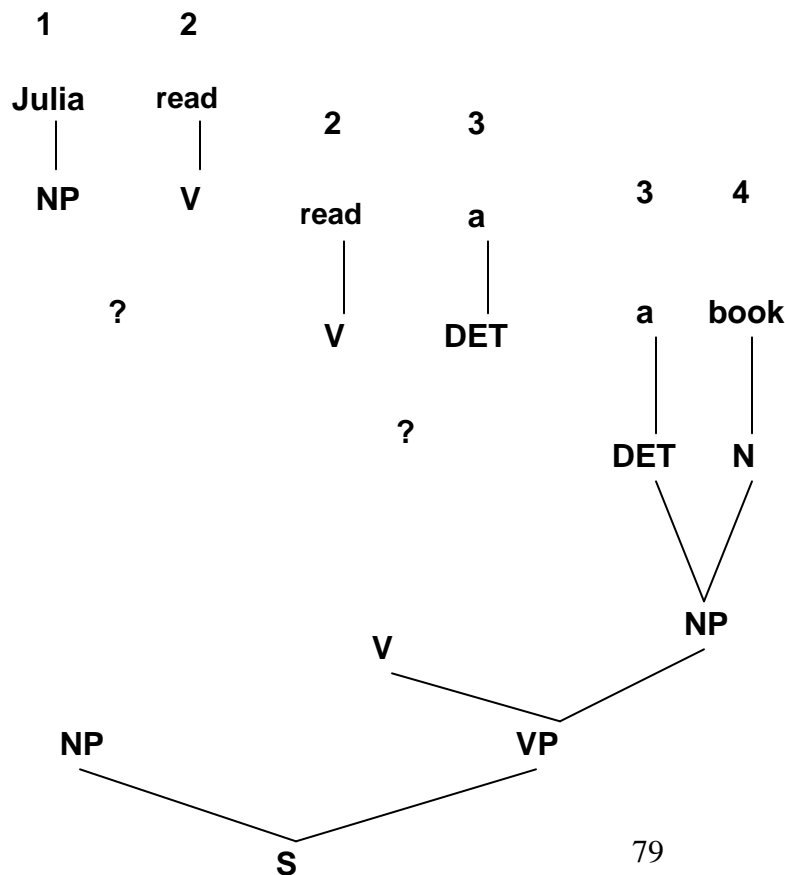 1 2
Julia read
2 3
NP V
3 4
read a
? a book
V DET
?
DET N
NP
V
NP VP
79
S